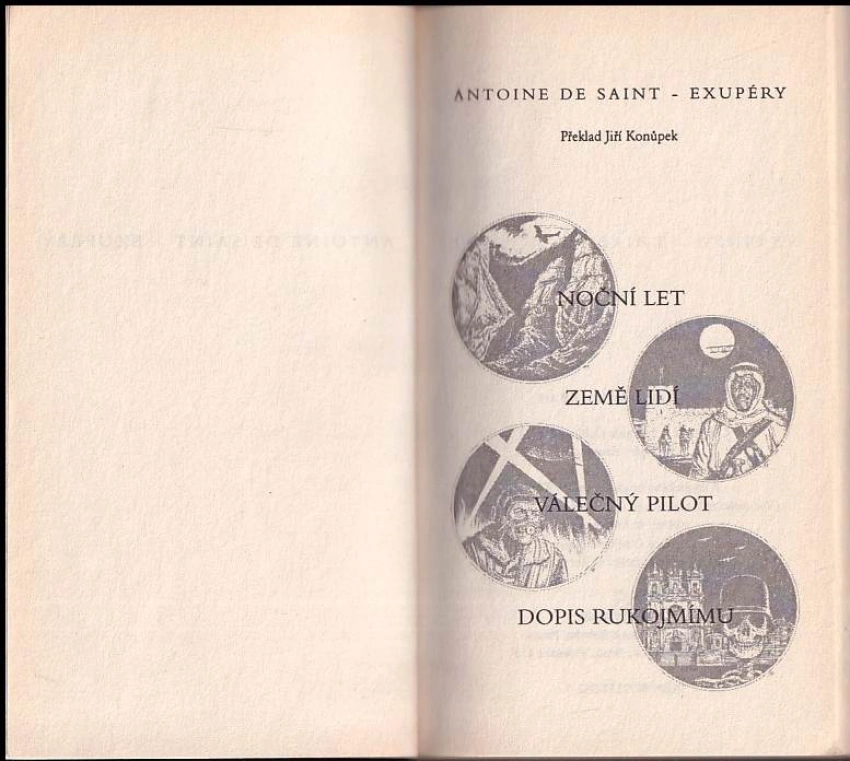 ANTOINE DE SAINT - EXUPÉRY
Překlad Jiří Konůpek
NOČNÍ LET
ZEMĚ LIDÍ
VÁLEČNÝ PILOT
DOPIS RUKOJMÍMU